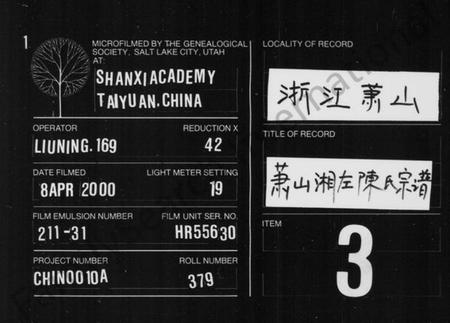 1
MICROFILMED BY THE GENEALOGICAL
SOCIETY, SALT LAKE CITY, UTAH
AT:
SHANXI ACADEMY
TAIYUAN, CHINA
OPERATOR REDUCTION X
LIUNING. 169 42
DATE FILMED LIGHT METER SETTING
8 APR 2000 19
FILM EMULSION NUMBER FILM UNIT SER. NO.
211-31 HR55630
PROJECT NUMBER ROLL NUMBER
CHIN0010A 379
LOCALITY OF RECORD
浙江萧山
TITLE OF RECORD
萧山湘左陳氏宗譜
ITEM
3